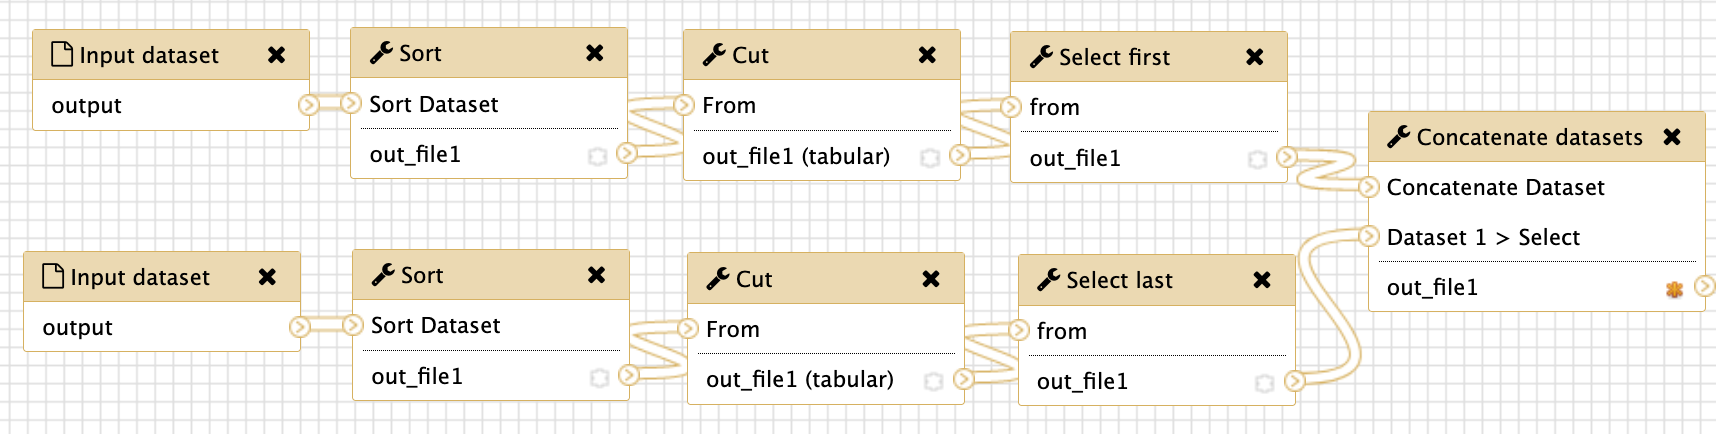 Input dataset
output
Sort
Sort Dataset
out_file1
Cut
From
out_file1 (tabular)
Select first
from
out_file1
Input dataset
output
Sort
Sort Dataset
out_file1
Cut
From
out_file1 (tabular)
Select last
from
out_file1
Concatenate datasets
Concatenate Dataset
Dataset 1 > Select
out_file1